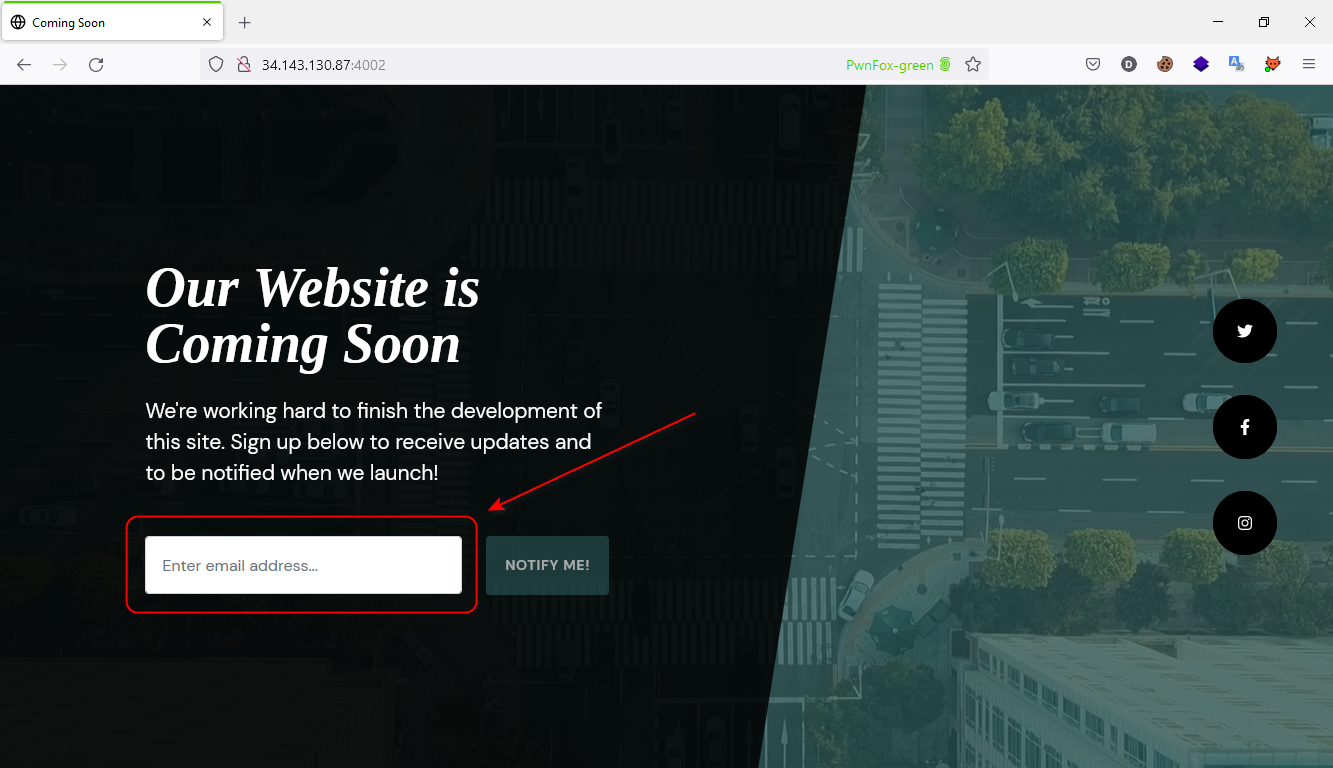 Coming Soon
34.143.130.87:4002
PwnFox-green
D
Our Website is
Coming Soon
We're working hard to finish the development of
this site. Sign up below to receive updates and
to be notified when we launch!
Enter email address...
NOTIFY ME!